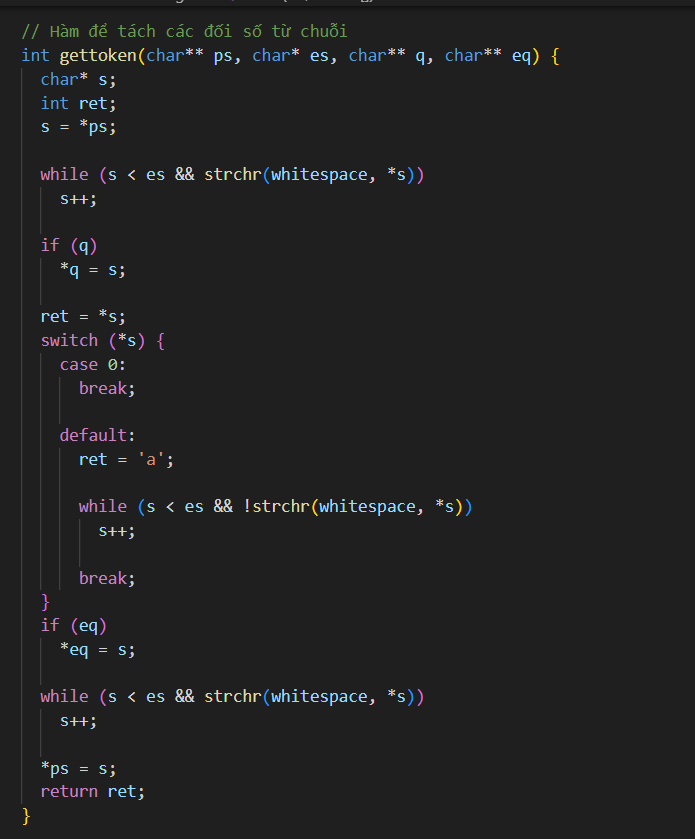 // Hàm để tách các đối số từ chuỗi
int gettoken(char** ps, char* es, char** q, char** eq) {
  char* s;
  int ret;
  s = *ps;

  while (s < es && strchr(whitespace, *s))
    s++;

  if (q)
    *q = s;

  ret = *s;
  switch (*s) {
    case 0:
      break;

    default:
      ret = 'a';

      while (s < es && !strchr(whitespace, *s))
        s++;

      break;
  }
  if (eq)
    *eq = s;

  while (s < es && strchr(whitespace, *s))
    s++;

  *ps = s;
  return ret;
}